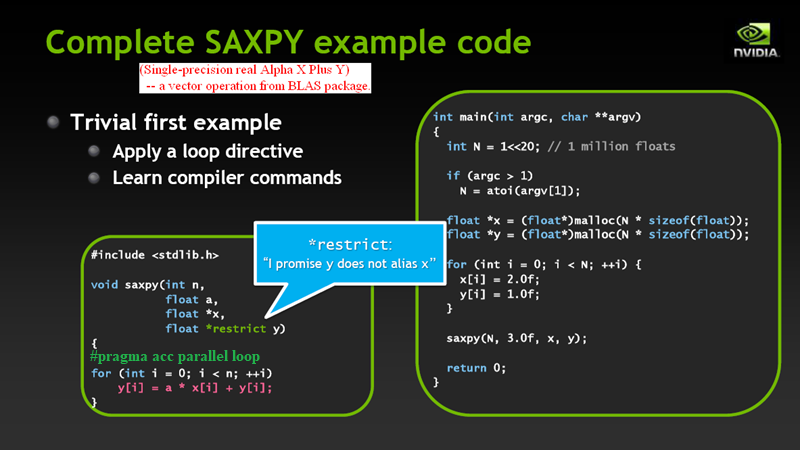 Complete SAXPY example code
NVIDIA.
(Single-precision real Alpha X Plus Y)
-- a vector operation from BLAS package.
Trivial first example
Apply a loop directive
Learn compiler commands
#include <stdlib.h>
void saxpy(int n,
float a,
float *x,
float *restrict y)
{
#pragma acc parallel loop
for (int i = 0; i < n; ++i)
y[i] = a * x[i] + y[i];
}
*restrict:
“I promise y does not alias x”
int main(int argc, char **argv)
{
int N = 1<<20; // 1 million floats
if (argc > 1)
N = atoi(argv[1]);
float *x = (float*)malloc(N * sizeof(float));
float *y = (float*)malloc(N * sizeof(float));
for (int i = 0; i < N; ++i) {
x[i] = 2.0f;
y[i] = 1.0f;
}
saxpy(N, 3.0f, x, y);
return 0;
}